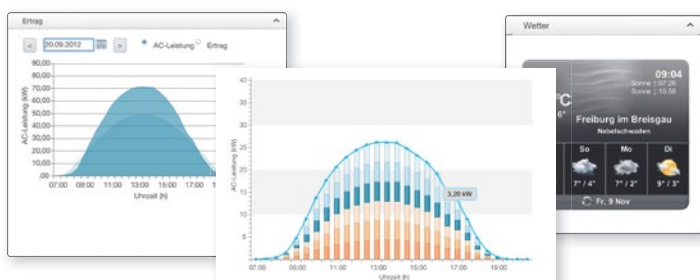 Ertrag
< 20.09.2012 > AC-Leistung Ertrag
90,00
80,00
70,00
60,00
50,00
40,00
30,00
20,00
10,00
,00
AC-Leistung (kW)
07:00 08:00 11:00 13:00 15:00 17:00
Uhrzeit (h)
40
35
30
25
20
15
10
5
AC-Leistung (kW)
3,20 kW
07:00 09:00 11:00 13:00 15:00 17:00 19:00
Uhrzeit (h)
Wetter
09:04
Sonne ↑07:26
Sonne ↓16:58
°C
6°
Freiburg im Breisgau
Nebelschwaden
So Mo Di
7° / 4° 7° / 2° 9° / 3°
Fr, 9 Nov